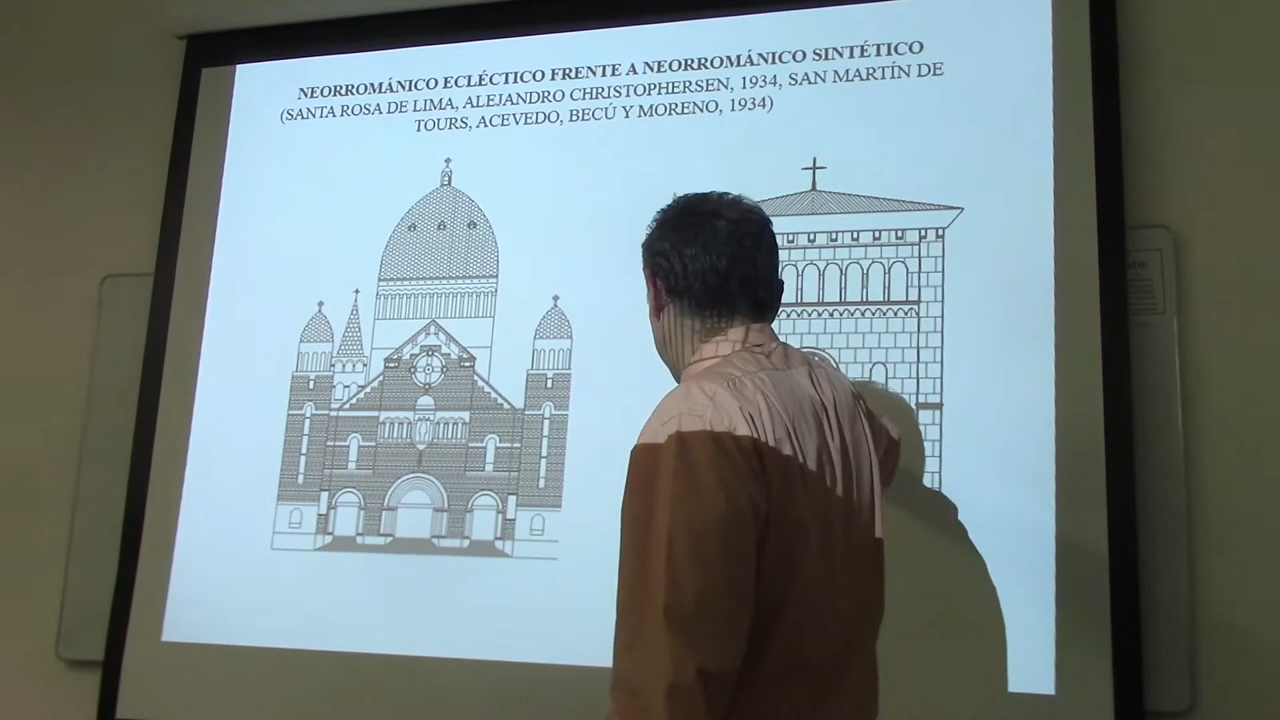 NEORROMÁNICO ECLÉCTICO FRENTE A NEORROMÁNICO SINTÉTICO
(SANTA ROSA DE LIMA, ALEJANDRO CHRISTOPHERSEN, 1934, SAN MARTÍN DE
TOURS, ACEVEDO, BECÚ Y MORENO, 1934)